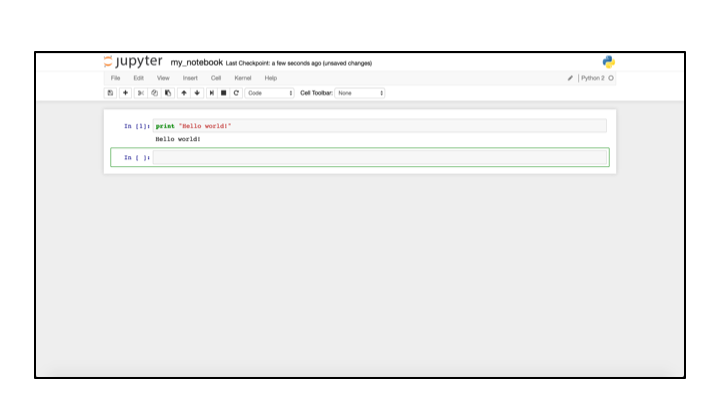 jupyter my_notebook Last Checkpoint: a few seconds ago (unsaved changes)
File Edit View Insert Cell Kernel Help
Python 2
Code Cell Toolbar: None
In [1]: print "Hello world!"
Hello world!
In [ ]: